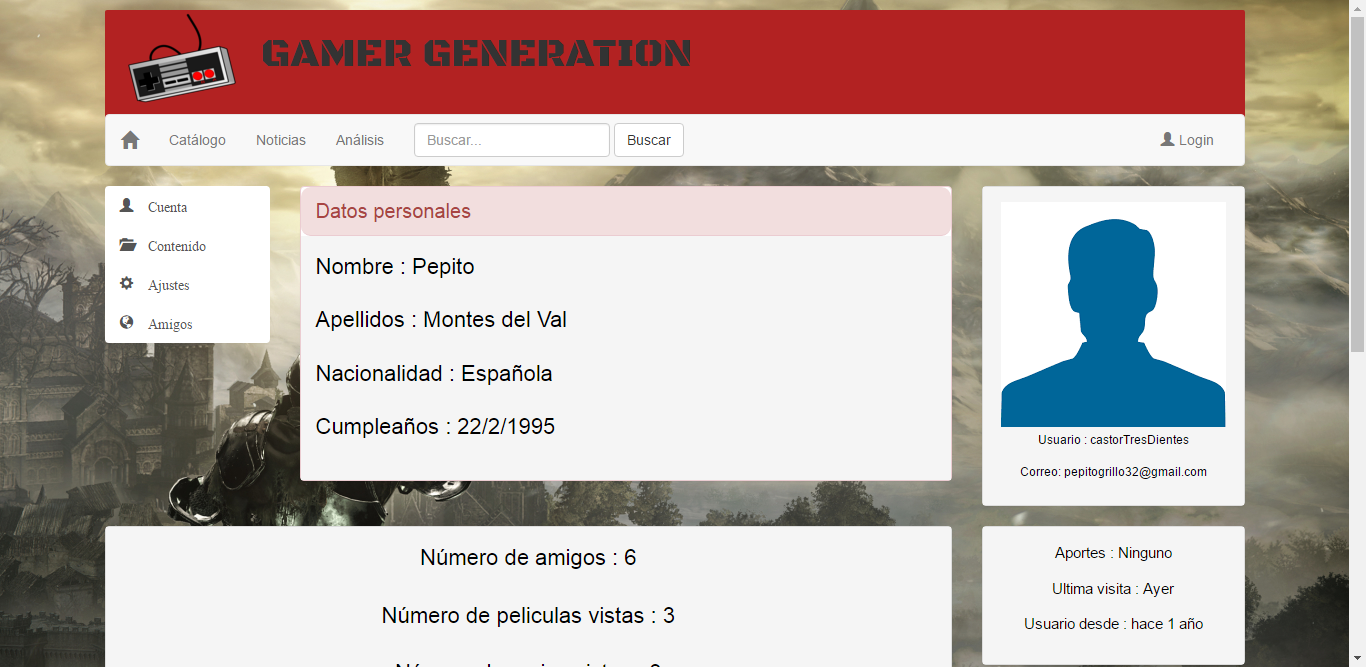 GAMER GENERATION
Catálogo Noticias Análisis Buscar... Buscar Login
Cuenta
Contenido
Ajustes
Amigos
Datos personales
Nombre : Pepito
Apellidos : Montes del Val
Nacionalidad : Española
Cumpleaños : 22/2/1995
Usuario : castorTresDientes
Correo: pepitogrillo32@gmail.com
Número de amigos : 6
Número de peliculas vistas : 3
Aportes : Ninguno
Ultima visita : Ayer
Usuario desde : hace 1 año